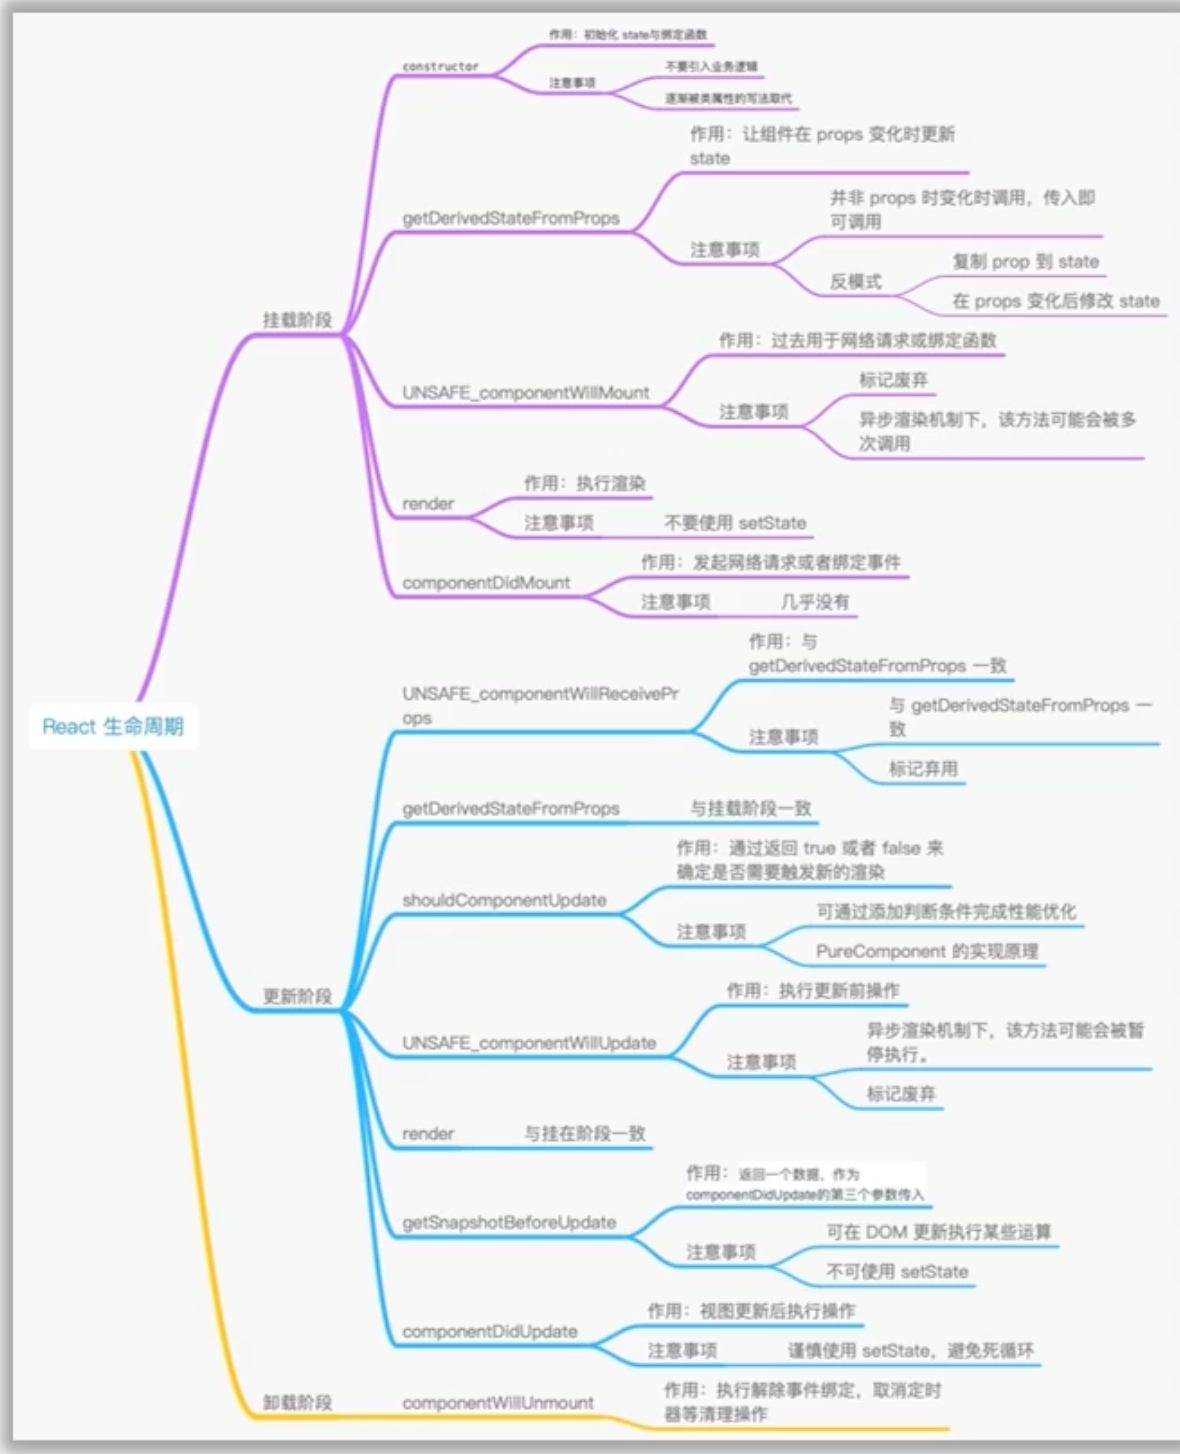 作用：初始化 state与绑定函数
constructor
不要引入业务逻辑
注意事项
逐渐被类属性的写法取代
作用：让组件在 props 变化时更新
state
并非 props 时变化时调用，传入即
可调用
getDerivedStateFromProps
注意事项
复制 prop 到 state
反模式
在 props 变化后修改 state
挂载阶段
作用：过去用于网络请求或绑定函数
UNSAFE_componentWillMount
标记废弃
注意事项
异步渲染机制下，该方法可能会被多
次调用
作用：执行渲染
render
注意事项
不要使用 setState
作用：发起网络请求或者绑定事件
componentDidMount
注意事项
几乎没有
React 生命周期
作用：与
getDerivedStateFromProps 一致
UNSAFE_componentWillReceivePr
ops
与 getDerivedStateFromProps 一
致
注意事项
标记弃用
getDerivedStateFromProps
与挂载阶段一致
作用：通过返回 true 或者 false 来
确定是否需要触发新的渲染
shouldComponentUpdate
可通过添加判断条件完成性能优化
注意事项
PureComponent 的实现原理
更新阶段
作用：执行更新前操作
UNSAFE_componentWillUpdate
异步渲染机制下，该方法可能会被暂
停执行。
注意事项
标记废弃
render
与挂在阶段一致
作用：返回一个数据，作为
componentDidUpdate的第三个参数传入
getSnapshotBeforeUpdate
可在 DOM 更新执行某些运算
注意事项
不可使用 setState
作用：视图更新后执行操作
componentDidUpdate
注意事项
谨慎使用 setState，避免死循环
卸载阶段
componentWillUnmount
作用：执行解除事件绑定，取消定时
器等清理操作